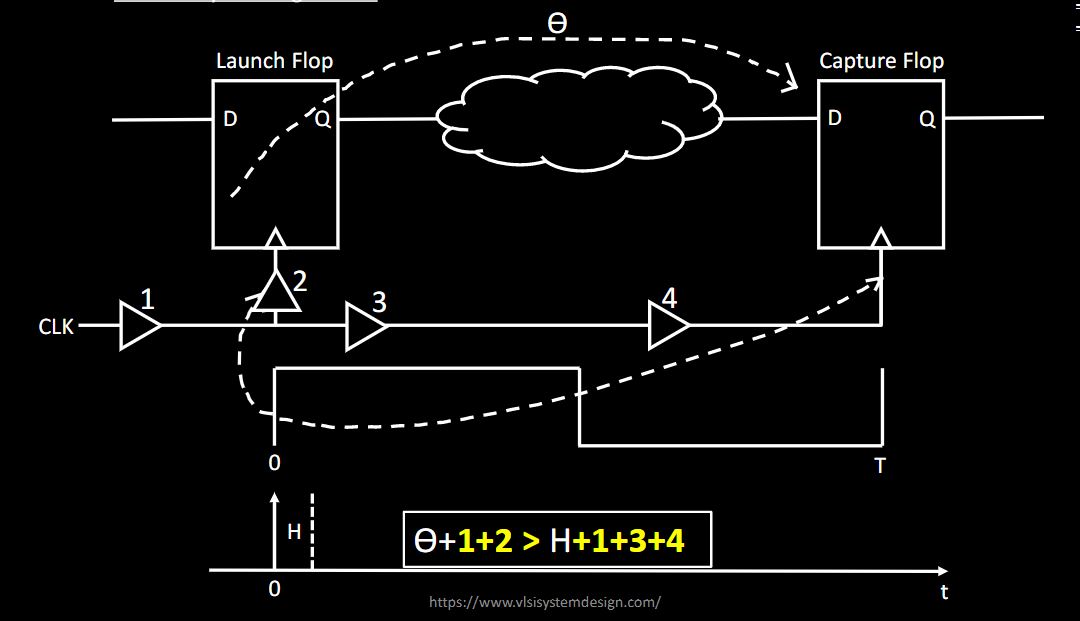 Ɵ
Launch Flop
Capture Flop
D
Q
D
Q
2
1
3
4
CLK
0
T
H
Ɵ+1+2 > H+1+3+4
0
t
https://www.vlsisystemdesign.com/